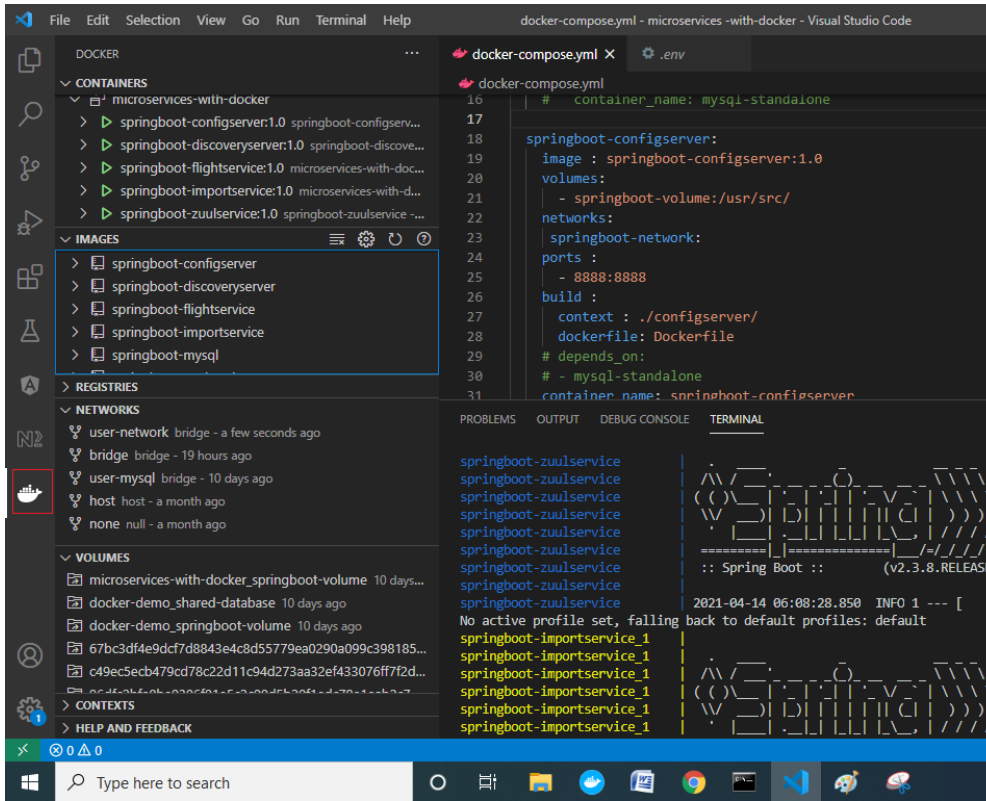 File Edit Selection View Go Run Terminal Help
docker-compose.yml - microservices -with-docker - Visual Studio Code
DOCKER
CONTAINERS
microservices-with-docker
springboot-configserver:1.0 springboot-configserv...
springboot-discoveryserver:1.0 springboot-discove...
springboot-flightservice:1.0 microservices-with-doc...
springboot-importservice:1.0 microservices-with-d...
springboot-zuulservice:1.0 springboot-zuulservice -...
IMAGES
springboot-configserver
springboot-discoveryserver
springboot-flightservice
springboot-importservice
springboot-mysql
REGISTRIES
NETWORKS
user-network bridge - a few seconds ago
bridge bridge - 19 hours ago
user-mysql bridge - 10 days ago
host host - a month ago
none null - a month ago
VOLUMES
microservices-with-docker_springboot-volume 10 days...
docker-demo_shared-database 10 days ago
docker-demo_springboot-volume 10 days ago
67bc3df4e9dcf7d8843e4c8d55779ea0290a099c398185...
c49ec5ecb479cd78c22d11c94d273aa32ef433076ff7f2d...
CONTEXTS
HELP AND FEEDBACK
docker-compose.yml
.env
docker-compose.yml
16 # container_name: mysql-standalone
17
18 springboot-configserver:
19 image : springboot-configserver:1.0
20 volumes:
21 - springboot-volume:/usr/src/
22 networks:
23 springboot-network:
24 ports :
25 - 8888:8888
26 build :
27 context : ./configserver/
28 dockerfile: Dockerfile
29 # depends_on:
30 # - mysql-standalone
31 container_name: springboot-configserver
PROBLEMS OUTPUT DEBUG CONSOLE TERMINAL
springboot-zuulservice |
springboot-zuulservice |
springboot-zuulservice |
springboot-zuulservice |
springboot-zuulservice |
springboot-zuulservice |
springboot-zuulservice | :: Spring Boot :: (v2.3.8.RELEASE
springboot-zuulservice |
springboot-zuulservice | 2021-04-14 06:08:28.850 INFO 1 --- [
No active profile set, falling back to default profiles: default
springboot-importservice_1 |
springboot-importservice_1 |
springboot-importservice_1 |
springboot-importservice_1 |
springboot-importservice_1 |
springboot-importservice_1 |
1
0 0
Type here to search